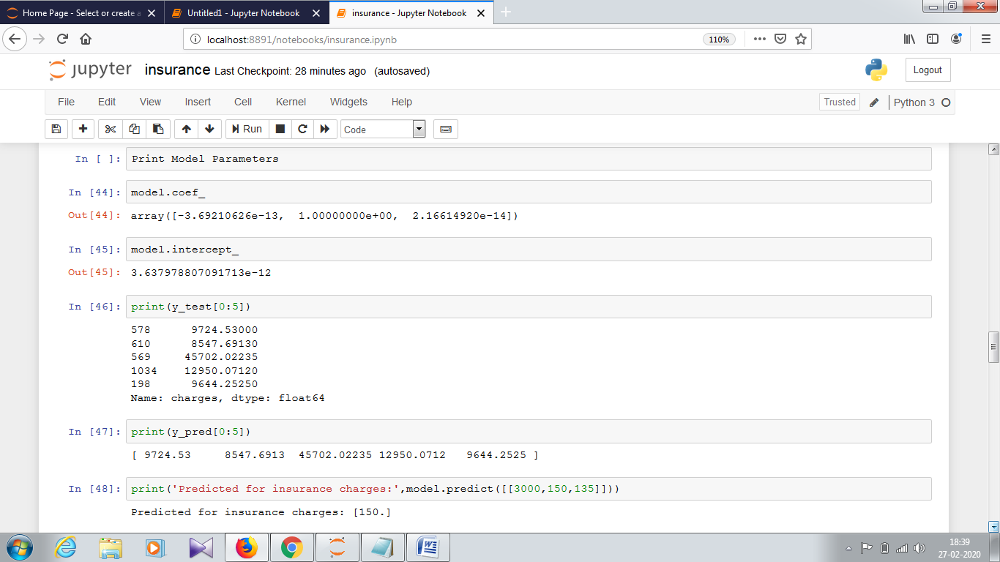 Home Page - Select or create a
Untitled1 - Jupyter Notebook
insurance - Jupyter Notebook
localhost:8891/notebooks/insurance.ipynb
110%
jupyter insurance Last Checkpoint: 28 minutes ago (autosaved)
Logout
File Edit View Insert Cell Kernel Widgets Help
Trusted
Python 3
Run
Code
In [ ]: Print Model Parameters
In [44]: model.coef_
Out[44]: array([-3.69210626e-13, 1.00000000e+00, 2.16614920e-14])
In [45]: model.intercept_
Out[45]: 3.637978807091713e-12
In [46]: print(y_test[0:5])
578 9724.53000
610 8547.69130
569 45702.02235
1034 12950.07120
198 9644.25250
Name: charges, dtype: float64
In [47]: print(y_pred[0:5])
[ 9724.53 8547.6913 45702.02235 12950.0712 9644.2525 ]
In [48]: print('Predicted for insurance charges:',model.predict([[3000,150,135]]))
Predicted for insurance charges: [150.]
18:39
27-02-2020